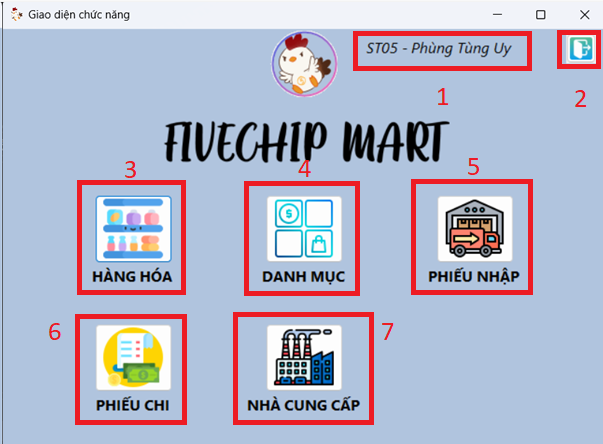 Giao diện chức năng
ST05 - Phùng Tùng Uy
1
2
FIVECHIP MART
3
4
5
HÀNG HÓA
DANH MỤC
PHIẾU NHẬP
6
7
PHIẾU CHI
NHÀ CUNG CẤP